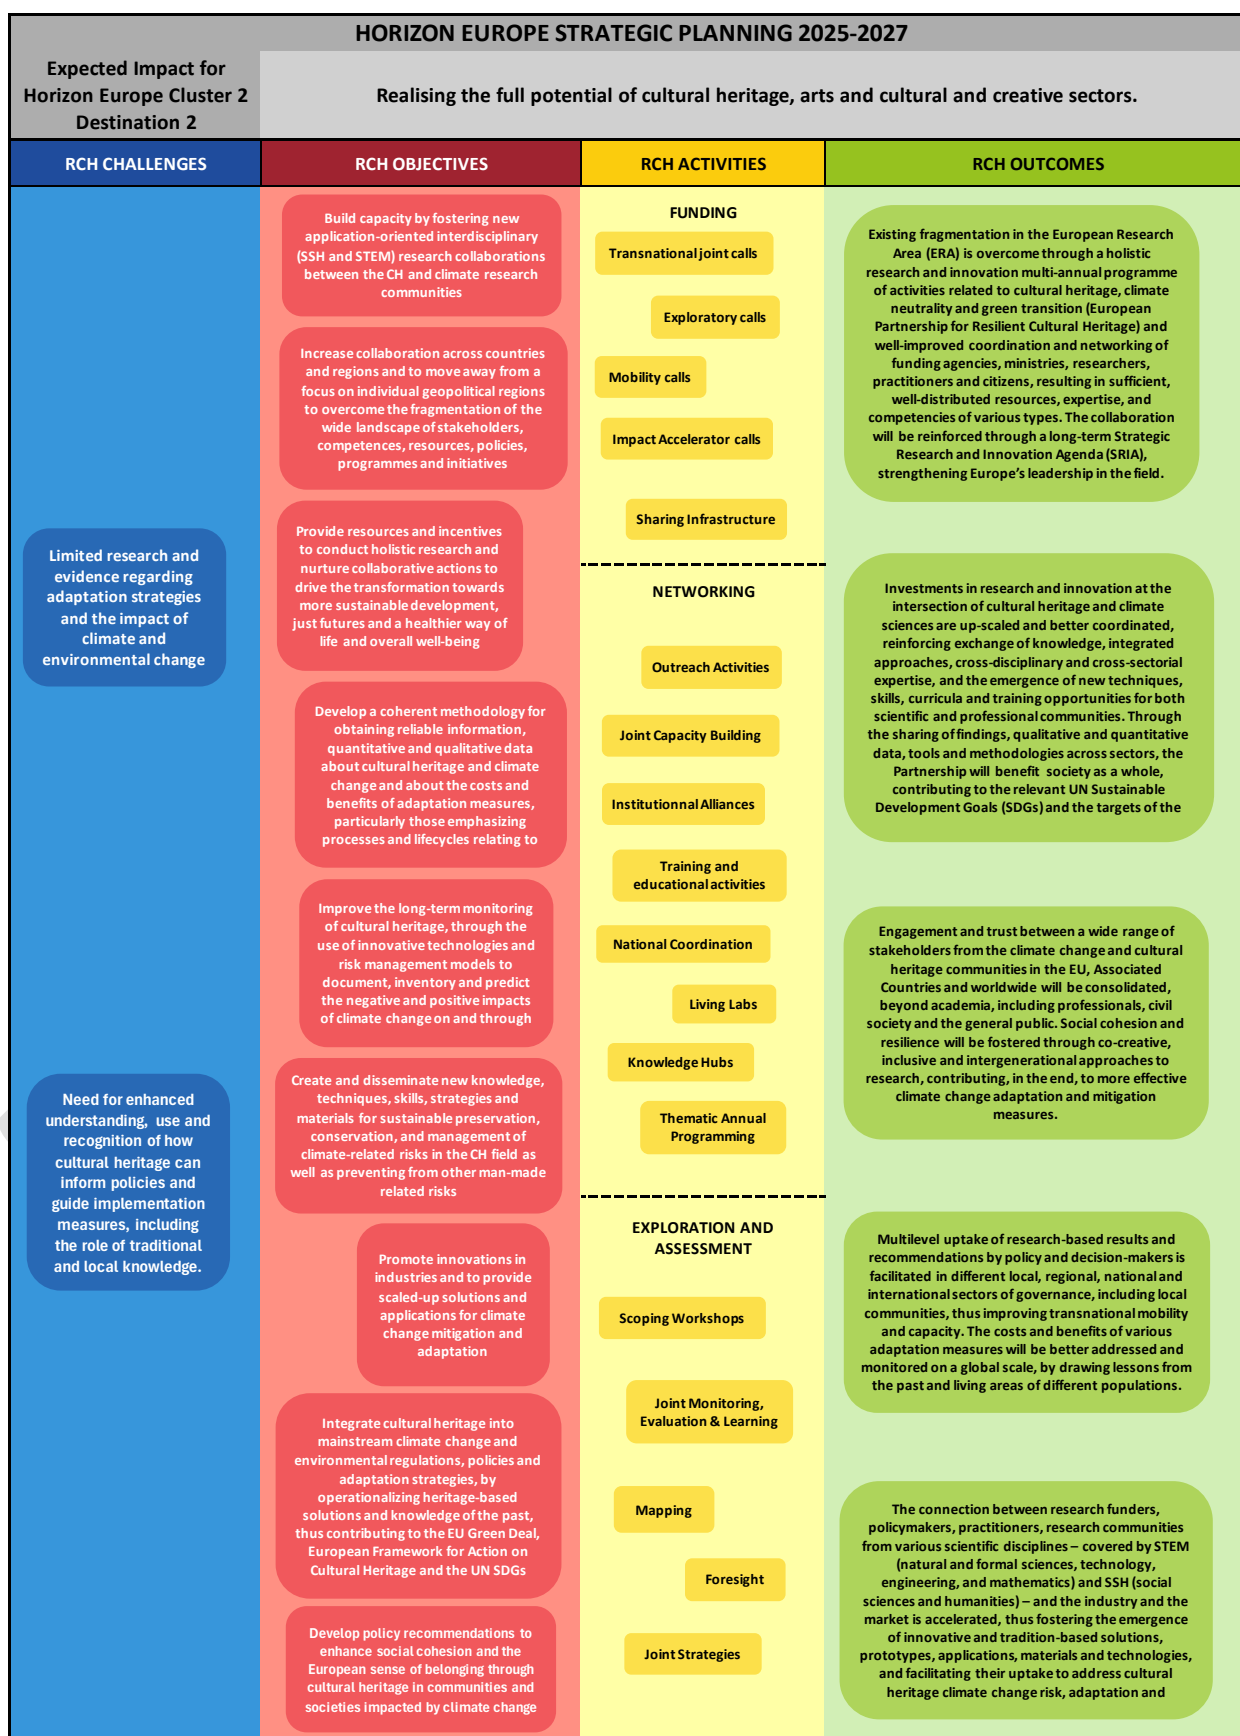 HORIZON EUROPE STRATEGIC PLANNING 2025-2027
Expected Impact for
Horizon Europe Cluster 2
Destination 2
Realising the full potential of cultural heritage, arts and cultural and creative sectors.
RCH CHALLENGES
RCH OBJECTIVES
RCH ACTIVITIES
RCH OUTCOMES
Limited research and
evidence regarding
adaptation strategies
and the impact of
climate and
environmental change
Need for enhanced
understanding, use and
recognition of how
cultural heritage can
inform policies and
guide implementation
measures, including
the role of traditional
and local knowledge.
Build capacity by fostering new
application-oriented interdisciplinary
(SSH and STEM) research collaborations
between the CH and climate research
communities
Increase collaboration across countries
and regions and to move away from a
focus on individual geopolitical regions
to overcome the fragmentation of the
wide landscape of stakeholders,
competences, resources, policies,
programmes and initiatives
Provide resources and incentives
to conduct holistic research and
nurture collaborative actions to
drive the transformation towards
more sustainable development,
just futures and a healthier way of
life and overall well-being
Develop a coherent methodology for
obtaining reliable information,
quantitative and qualitative data
about cultural heritage and climate
change and about the costs and
benefits of adaptation measures,
particularly those emphasizing
processes and lifecycles relating to
Improve the long-term monitoring
of cultural heritage, through the
use of innovative technologies and
risk management models to
document, inventory and predict
the negative and positive impacts
of climate change on and through
Create and disseminate new knowledge,
techniques, skills, strategies and
materials for sustainable preservation,
conservation, and management of
climate-related risks in the CH field as
well as preventing from other man-made
related risks
Promote innovations in
industries and to provide
scaled-up solutions and
applications for climate
change mitigation and
adaptation
Integrate cultural heritage into
mainstream climate change and
environmental regulations, policies and
adaptation strategies, by
operationalizing heritage-based
solutions and knowledge of the past,
thus contributing to the EU Green Deal,
European Framework for Action on
Cultural Heritage and the UN SDGs
Develop policy recommendations to
enhance social cohesion and the
European sense of belonging through
cultural heritage in communities and
societies impacted by climate change
FUNDING
Transnational joint calls
Exploratory calls
Mobility calls
Impact Accelerator calls
Sharing Infrastructure
NETWORKING
Outreach Activities
Joint Capacity Building
Institutionnal Alliances
Training and
educational activities
National Coordination
Living Labs
Knowledge Hubs
Thematic Annual
Programming
EXPLORATION AND
ASSESSMENT
Scoping Workshops
Joint Monitoring,
Evaluation & Learning
Mapping
Foresight
Joint Strategies
Existing fragmentation in the European Research
Area (ERA) is overcome through a holistic
research and innovation multi-annual programme
of activities related to cultural heritage, climate
neutrality and green transition (European
Partnership for Resilient Cultural Heritage) and
well-improved coordination and networking of
funding agencies, ministries, researchers,
practitioners and citizens, resulting in sufficient,
well-distributed resources, expertise, and
competencies of various types. The collaboration
will be reinforced through a long-term Strategic
Research and Innovation Agenda (SRIA),
strengthening Europe's leadership in the field.
Investments in research and innovation at the
intersection of cultural heritage and climate
sciences are up-scaled and better coordinated,
reinforcing exchange of knowledge, integrated
approaches, cross-disciplinary and cross-sectorial
expertise, and the emergence of new techniques,
skills, curricula and training opportunities for both
scientific and professional communities. Through
the sharing of findings, qualitative and quantitative
data, tools and methodologies across sectors, the
Partnership will benefit society as a whole,
contributing to the relevant UN Sustainable
Development Goals (SDGs) and the targets of the
Engagement and trust between a wide range of
stakeholders from the climate change and cultural
heritage communities in the EU, Associated
Countries and worldwide will be consolidated,
beyond academia, including professionals, civil
society and the general public. Social cohesion and
resilience will be fostered through co-creative,
inclusive and intergenerational approaches to
research, contributing, in the end, to more effective
climate change adaptation and mitigation
measures.
Multilevel uptake of research-based results and
recommendations by policy and decision-makers is
facilitated in different local, regional, national and
international sectors of governance, including local
communities, thus improving transnational mobility
and capacity. The costs and benefits of various
adaptation measures will be better addressed and
monitored on a global scale, by drawing lessons from
the past and living areas of different populations.
The connection between research funders,
policymakers, practitioners, research communities
from various scientific disciplines – covered by STEM
(natural and formal sciences, technology,
engineering, and mathematics) and SSH (social
sciences and humanities) – and the industry and the
market is accelerated, thus fostering the emergence
of innovative and tradition-based solutions,
prototypes, applications, materials and technologies,
and facilitating their uptake to address cultural
heritage climate change risk, adaptation and